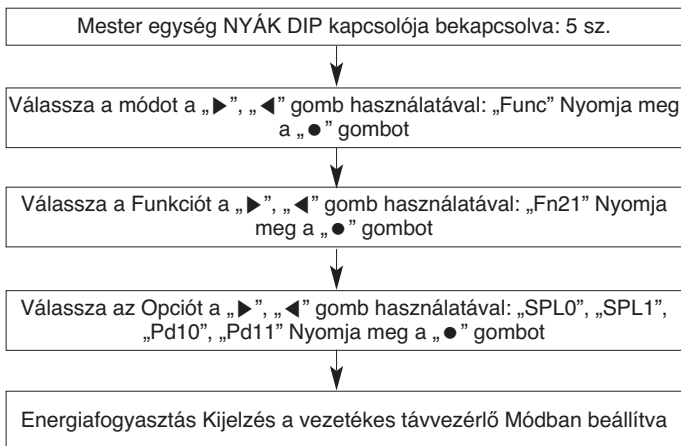 Mester egység NYÁK DIP kapcsolója bekapcsolva: 5 sz.
Válassza a módot a „▶”, „◀” gomb használatával: „Func” Nyomja meg
a „●” gombot
Válassza a Funkciót a „▶”, „◀” gomb használatával: „Fn21” Nyomja
meg a „●” gombot
Válassza az Opciót a „▶”, „◀” gomb használatával: „SPL0”, „SPL1”,
„Pd10”, „Pd11” Nyomja meg a „●” gombot
Energiafogyasztás Kijelzés a vezetékes távvezérlő Módban beállítva